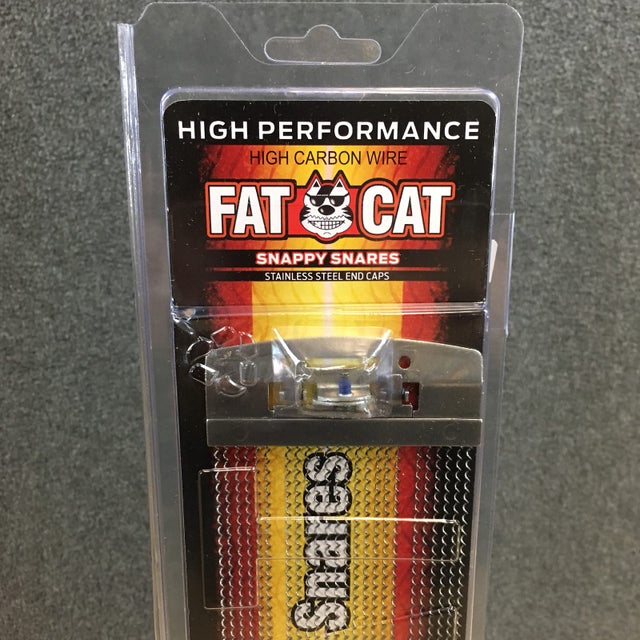 HIGH PERFORMANCE
HIGH CARBON WIRE
FAT CAT
SNAPPY SNARES
STAINLESS STEEL END CAPS
Snares